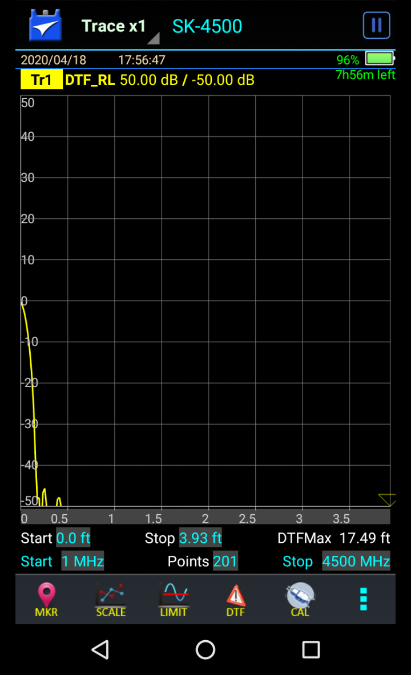 Trace x1 SK-4500
2020/04/18 17:56:47 96%
7h56m left
Tr1 DTF_RL 50.00 dB / -50.00 dB
50
40
30
20
10
0
-10
-20
-30
-40
-50
0 0.5 1 1.5 2 2.5 3 3.5
Start 0.0 ft Stop 3.93 ft DTFMax 17.49 ft
Start 1 MHz Points 201 Stop 4500 MHz
MKR SCALE LIMIT DTF CAL